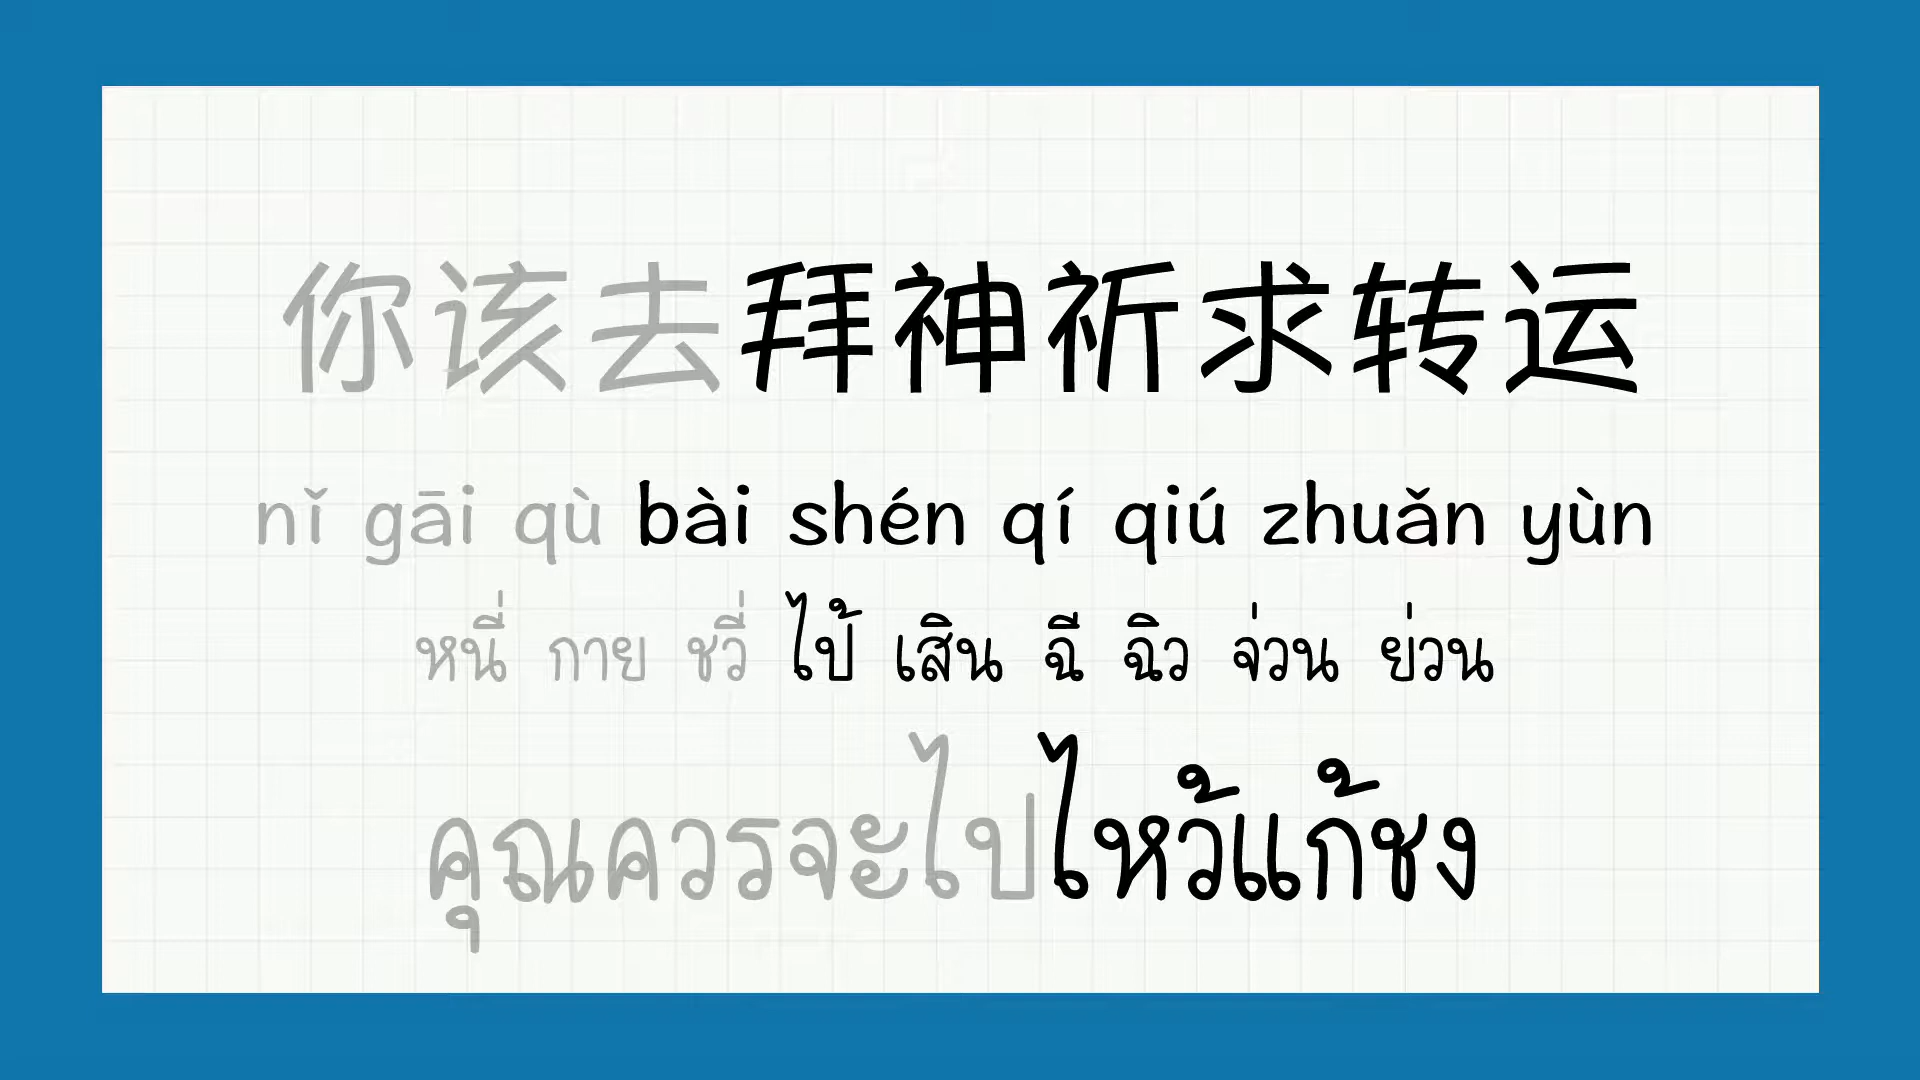 你该去拜神祈求转运
nǐ gāi qù bài shén qí qiú zhuǎn yùn
หนี่ กาย ชวี่ ไป้ เสิน ฉี ฉิว จ่วน ย่วน
คุณควรจะไปไหว้แก้ชง